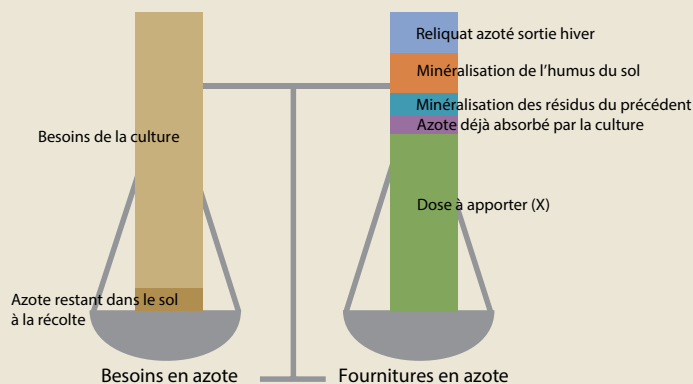 Reliquat azoté sortie hiver
Minéralisation de l’humus du sol
Minéralisation des résidus du précédent
Azote déjà absorbé par la culture
Besoins de la culture
Dose à apporter (X)
Azote restant dans le sol
à la récolte
Besoins en azote
Fournitures en azote